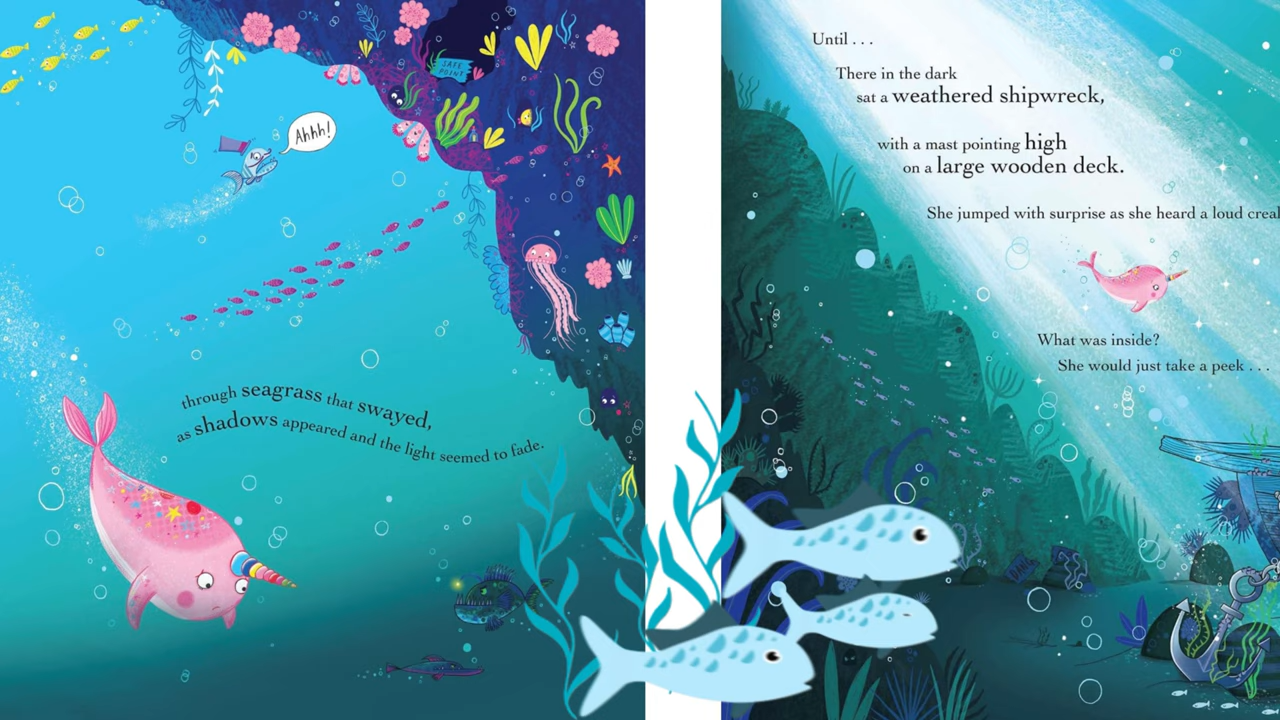 SAFE
POINT
Ahhh!
through seagrass that swayed,
as shadows appeared and the light seemed to fade.
Until . . .
There in the dark
sat a weathered shipwreck,
with a mast pointing high
on a large wooden deck.
She jumped with surprise as she heard a loud crea
What was inside?
She would just take a peek . . .